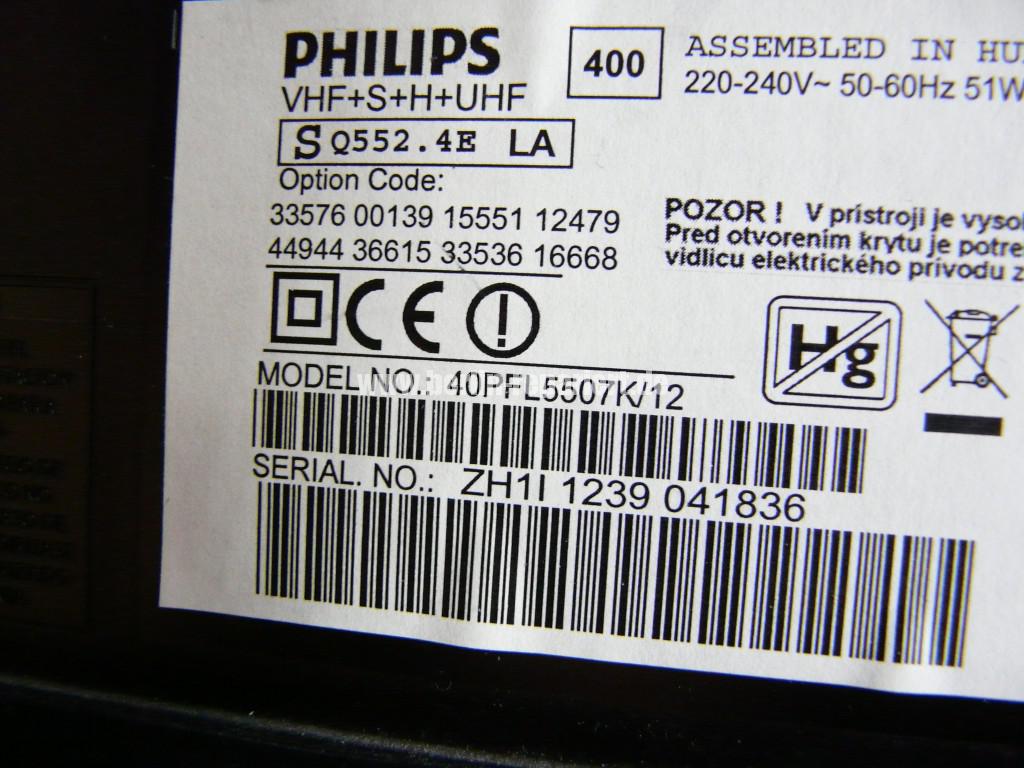 PHILIPS
VHF+S+H+UHF
400
ASSEMBLED IN HU
220-240V~ 50-60Hz 51W
S Q552.4E LA
Option Code:
33576 00139 15551 12479
44944 36615 33536 16668
POZOR ! V prístroji je vysok
Pred otvorením krytu je potre
vidlicu elektrického prívodu z
CE
Hg
MODEL NO.: 40PFL5507K/12
SERIAL. NO.: ZH1I 1239 041836